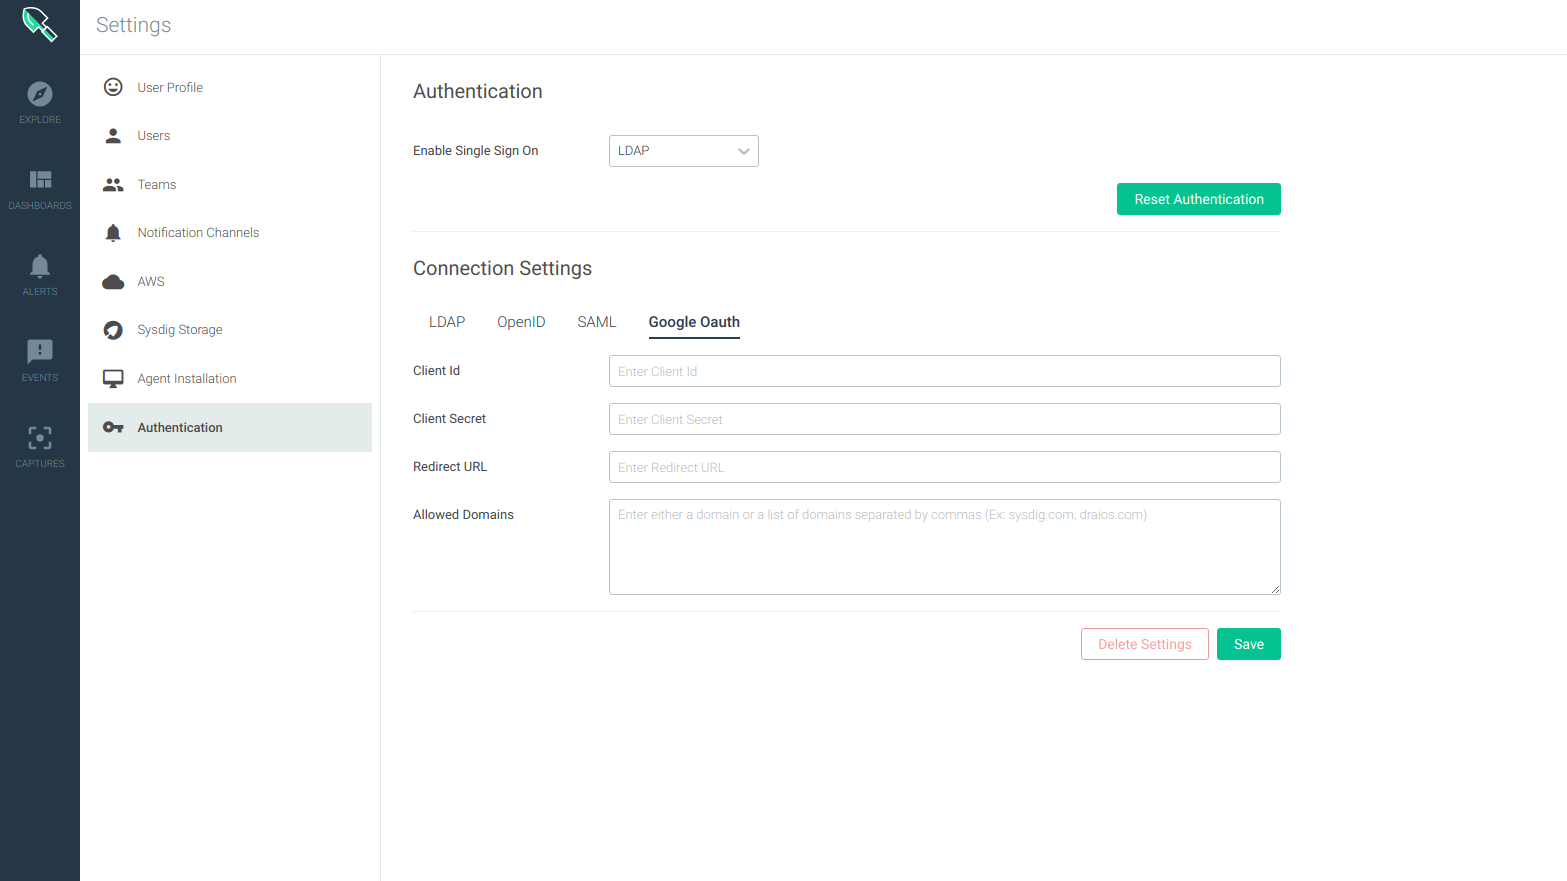 Settings
EXPLORE
DASHBOARDS
ALERTS
EVENTS
CAPTURES
User Profile
Users
Teams
Notification Channels
AWS
Sysdig Storage
Agent Installation
Authentication
Authentication
Enable Single Sign On LDAP
Reset Authentication
Connection Settings
LDAP OpenID SAML Google Oauth
Client Id Enter Client Id
Client Secret Enter Client Secret
Redirect URL Enter Redirect URL
Allowed Domains Enter either a domain or a list of domains separated by commas (Ex: sysdig.com, draios.com)
Delete Settings Save